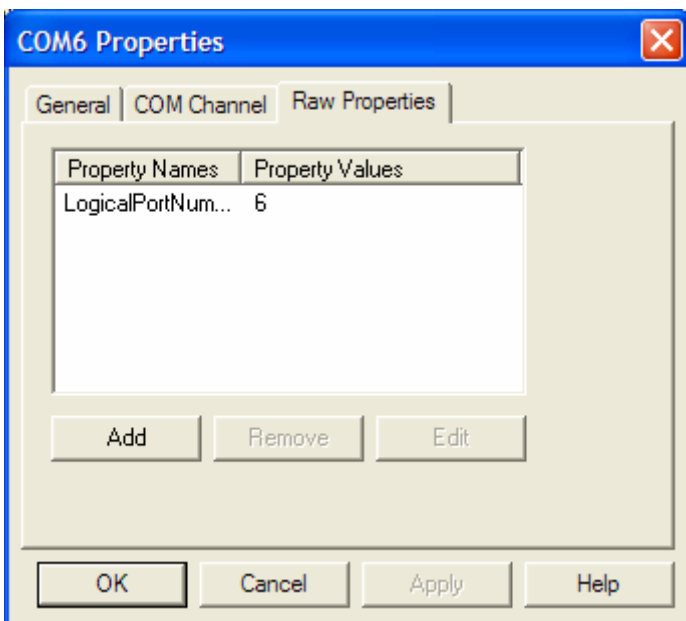 COM6 Properties
General COM Channel Raw Properties
Property Names Property Values
LogicalPortNum... 6
Add Remove Edit
OK Cancel Apply Help